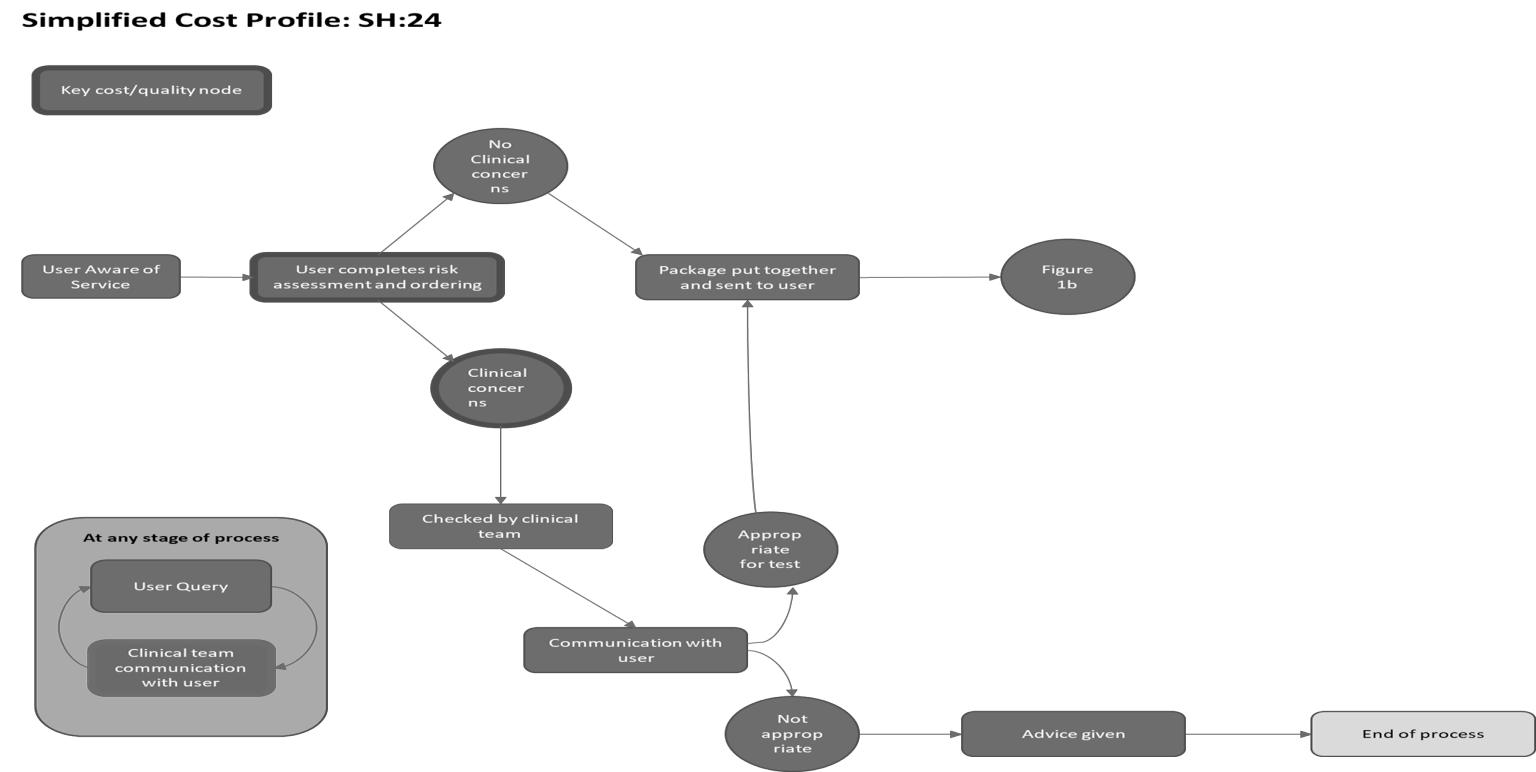 Simplified Cost Profile: SH:24
Key cost/quality node
No
Clinical
concer
ns
User Aware of
Service
User completes risk
assessment and ordering
Package put together
and sent to user
Figure
1b
Clinical
concer
ns
Checked by clinical
team
Approp
riate
for test
At any stage of process
User Query
Clinical team
communication
with user
Communication with
user
Not
approp
riate
Advice given
End of process